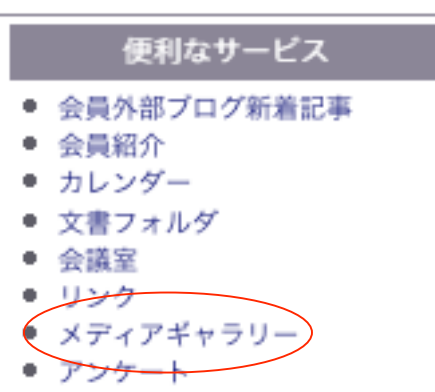 便利なサービス
会員外部ブログ新着記事
会員紹介
カレンダー
文書フォルダ
会議室
リンク
メディアギャラリー
アンケート